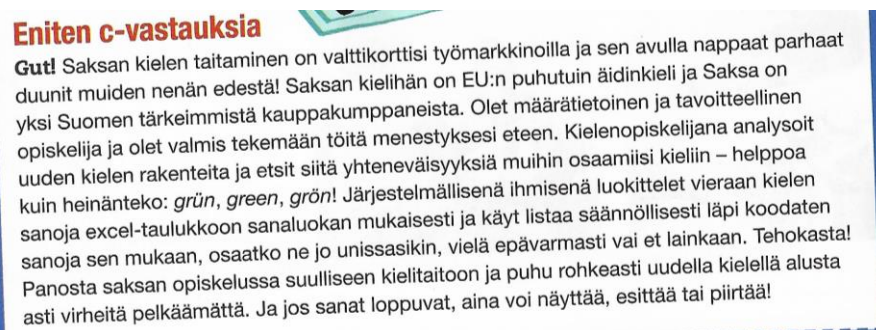 Eniten c-vastauksia
Gut! Saksan kielen taitaminen on valttikorttisi työmarkkinoilla ja sen avulla nappaat parhaat
duunit muiden nenän edestä! Saksan kielihän on EU:n puhutuin äidinkieli ja Saksa on
yksi Suomen tärkeimmistä kauppakumppaneista. Olet määrätietoinen ja tavoitteellinen
opiskelija ja olet valmis tekemään töitä menestyksesi eteen. Kielenopiskelijana analysoit
uuden kielen rakenteita ja etsit siitä yhteneväisyyksiä muihin osaamiisi kieliin – helppoa
kuin heinänteko: grün, green, grön! Järjestelmällisenä ihmisenä luokittelet vieraan kielen
sanoja excel-taulukkoon sanaluokan mukaisesti ja käyt listaa säännöllisesti läpi koodaten
sanoja sen mukaan, osaatko ne jo unissasikin, vielä epävarmasti vai et lainkaan. Tehokasta!
Panosta saksan opiskelussa suulliseen kielitaitoon ja puhu rohkeasti uudella kielellä alusta
asti virheitä pelkäämättä. Ja jos sanat loppuvat, aina voi näyttää, esittää tai piirtää!